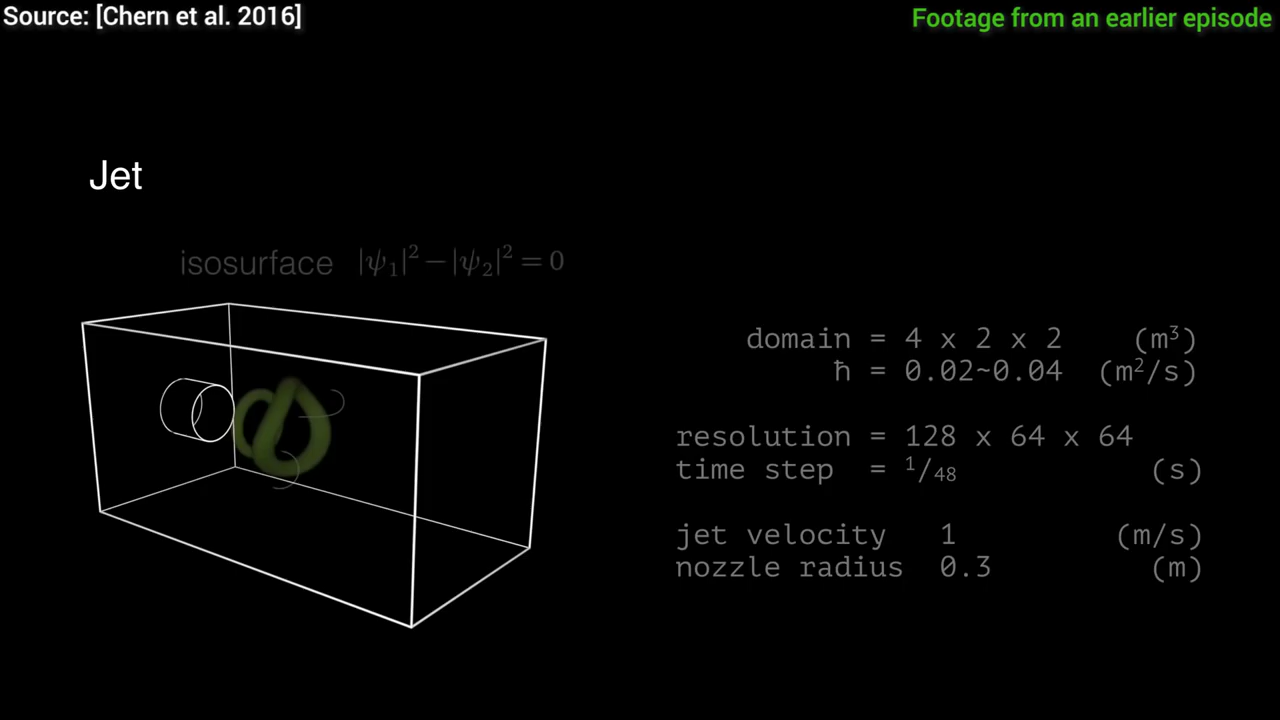 Source: [Chern et al. 2016]
Footage from an earlier episode
Jet
isosurface |ψ₁|² − |ψ₂|² = 0
domain = 4 x 2 x 2 (m³)
ħ = 0.02~0.04 (m²/s)
resolution = 128 x 64 x 64
time step = ¹/₄₈ (s)
jet velocity 1 (m/s)
nozzle radius 0.3 (m)